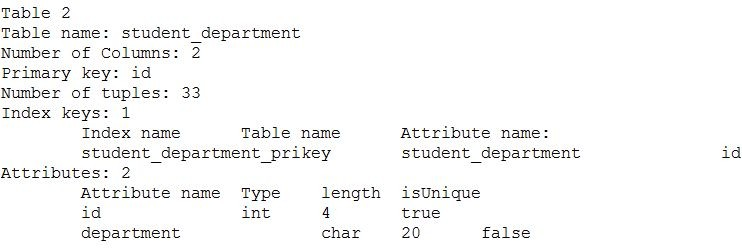 Table 2
Table name: student_department
Number of Columns: 2
Primary key: id
Number of tuples: 33
Index keys: 1
Index name Table name Attribute name:
student_department_prikey student_department id
Attributes: 2
Attribute name Type length isUnique
id int 4 true
department char 20 false